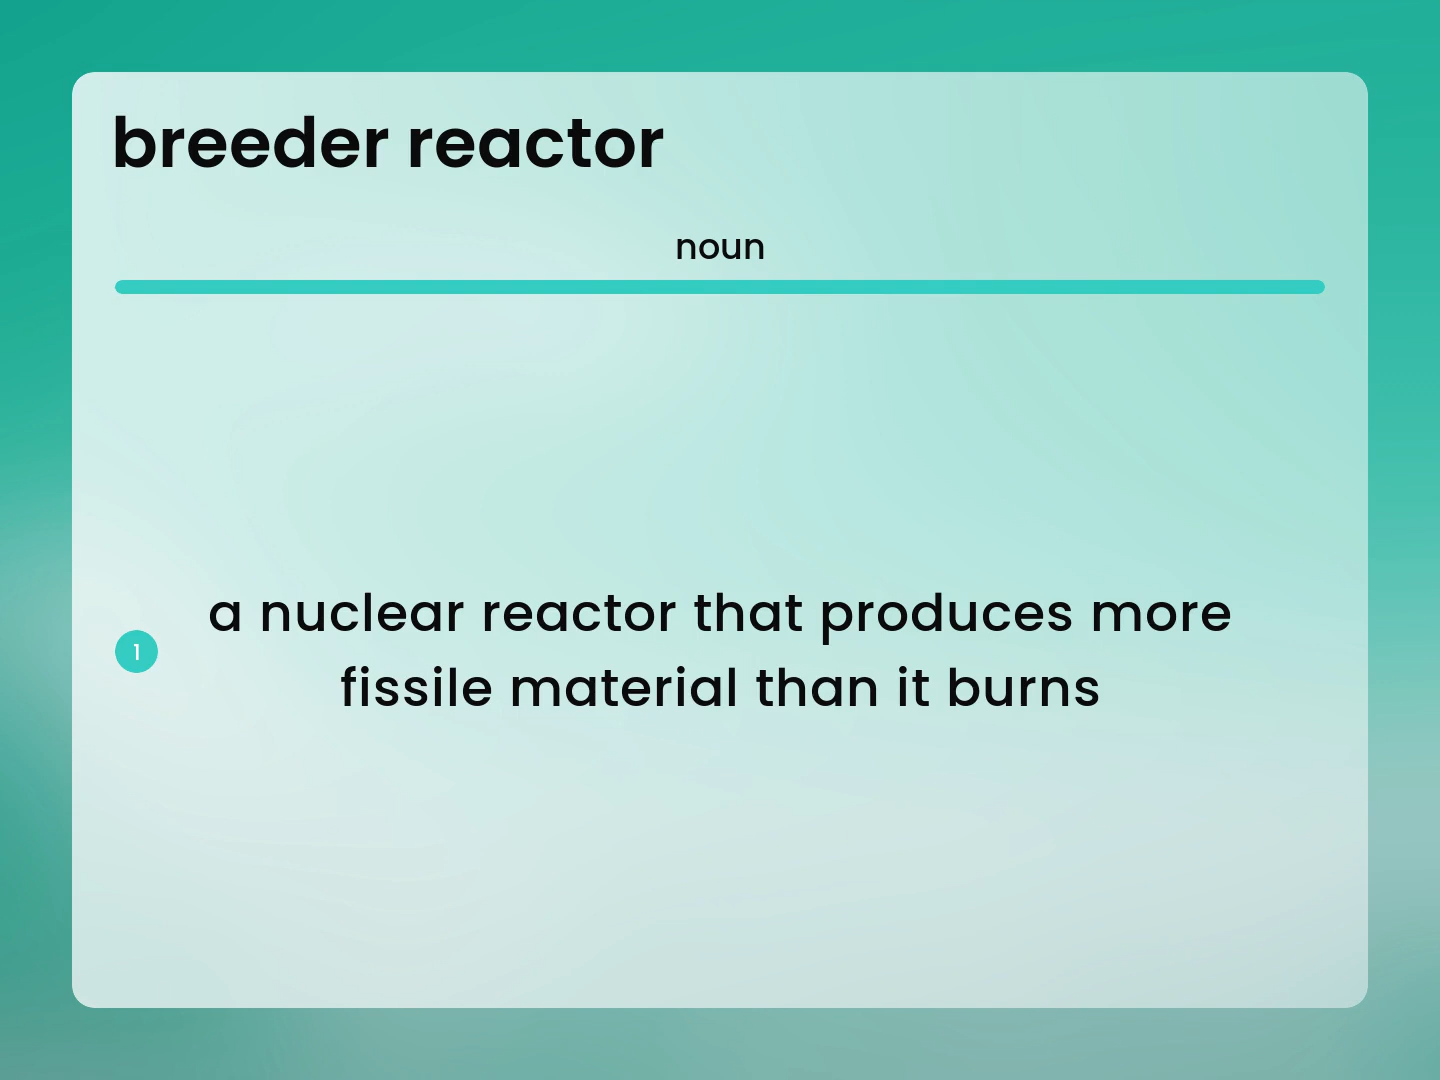 breeder reactor
noun
1
a nuclear reactor that produces more
fissile material than it burns